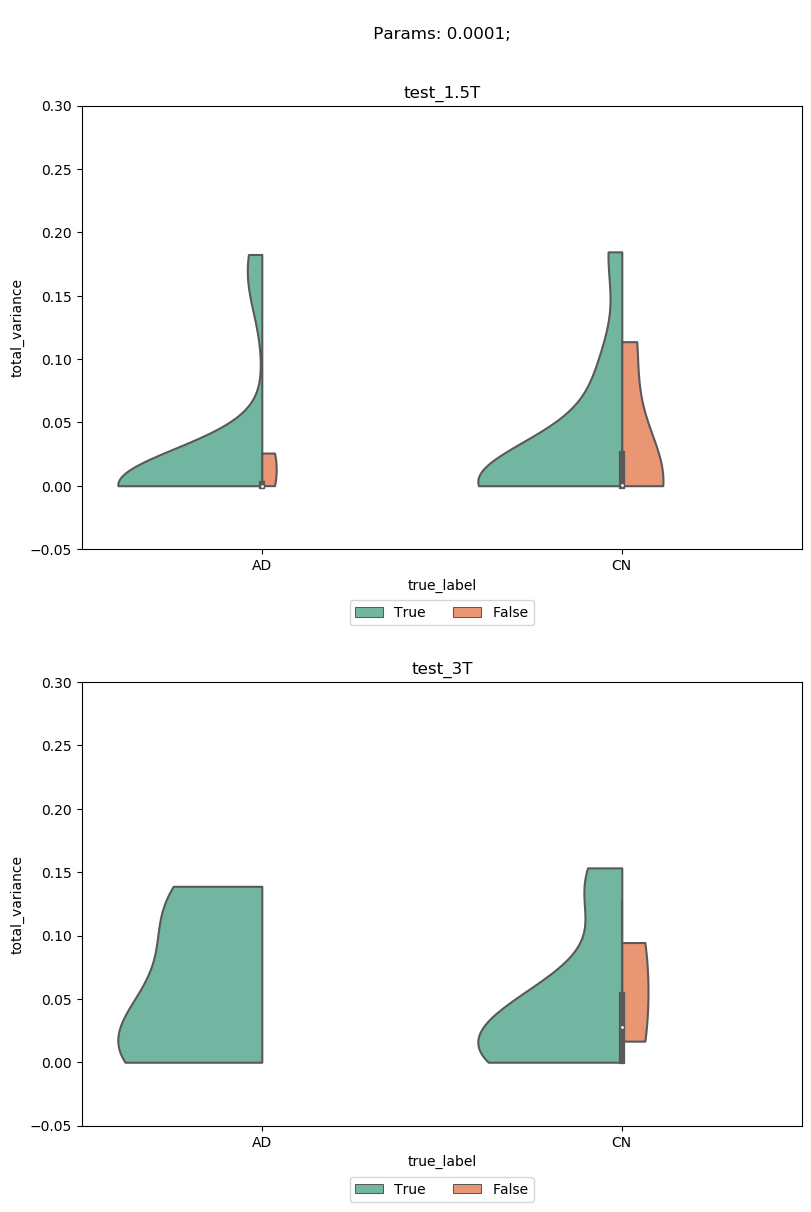 Params: 0.0001;
test_1.5T
0.30
0.25
0.20
0.15
0.10
0.05
0.00
−0.05
total_variance
AD
CN
true_label
True
False
test_3T
0.30
0.25
0.20
0.15
0.10
0.05
0.00
−0.05
total_variance
AD
CN
true_label
True
False